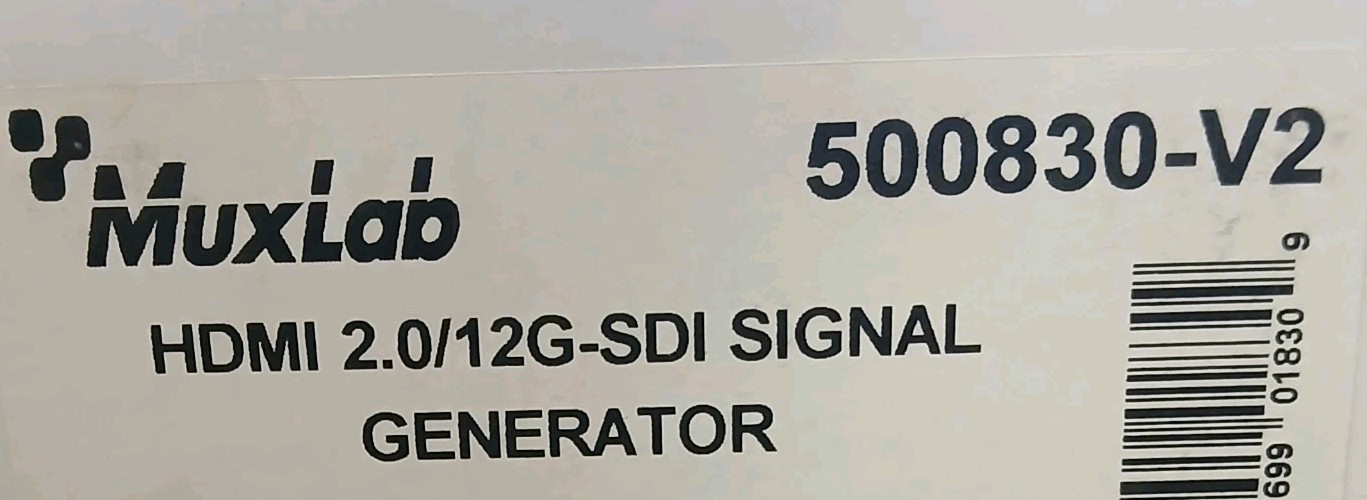 MuxLab
500830-V2
HDMI 2.0/12G-SDI SIGNAL
GENERATOR
699 01830 9